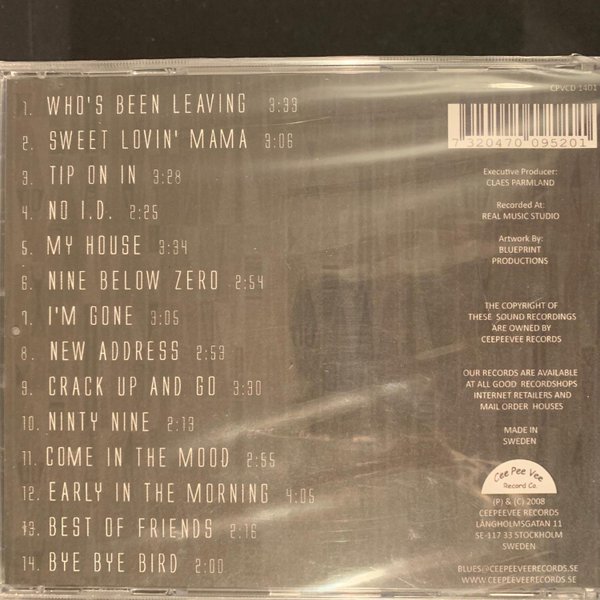 1. WHO'S BEEN LEAVING 3:39
2. SWEET LOVIN' MAMA 3:06
3. TIP ON IN 3:28
4. NO I.D. 2:25
5. MY HOUSE 3:34
6. NINE BELOW ZERO 2:54
7. I'M GONE 3:05
8. NEW ADDRESS 2:53
9. CRACK UP AND GO 3:30
10. NINTY NINE 2:13
11. COME IN THE MOOD 2:55
12. EARLY IN THE MORNING 4:05
13. BEST OF FRIENDS 2:16
14. BYE BYE BIRD 2:00
CPVCD 1401
7 320470 095201
Executive Producer:
CLAES PARMLAND
Recorded At:
REAL MUSIC STUDIO
Artwork By:
BLUEPRINT
PRODUCTIONS
THE COPYRIGHT OF
THESE SOUND RECORDINGS
ARE OWNED BY
CEEPEEVEE RECORDS
OUR RECORDS ARE AVAILABLE
AT ALL GOOD RECORDSHOPS
INTERNET RETAILERS AND
MAIL ORDER HOUSES
MADE IN
SWEDEN
Cee Pee Vee
Record Co.
(P) & (C) 2008
CEEPEEVEE RECORDS
LÅNGHOLMSGATAN 11
SE-117 33 STOCKHOLM
SWEDEN
BLUES@CEEPEEVEERECORDS.SE
WWW.CEEPEEVEERECORDS.SE